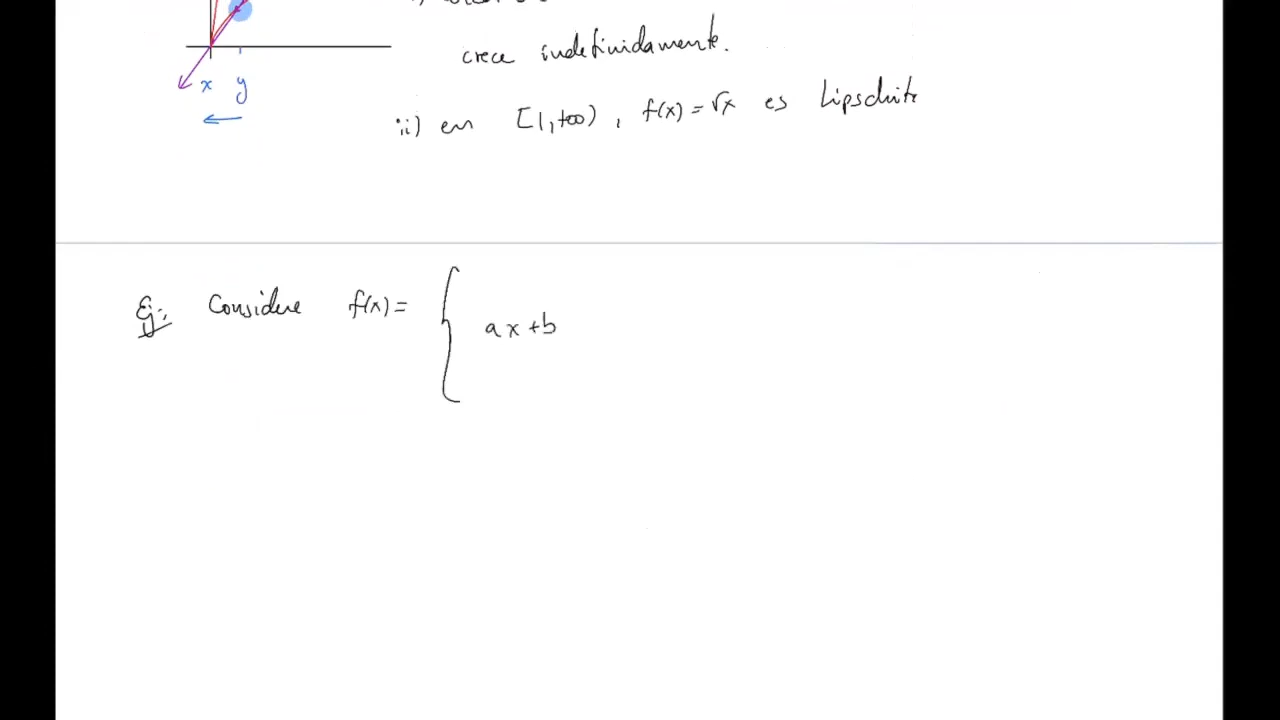 crece indefinidamente.
x y
ii) en [1,+∞), f(x) = √x es Lipschitz
Ej: Considere f(x) = { ax+b